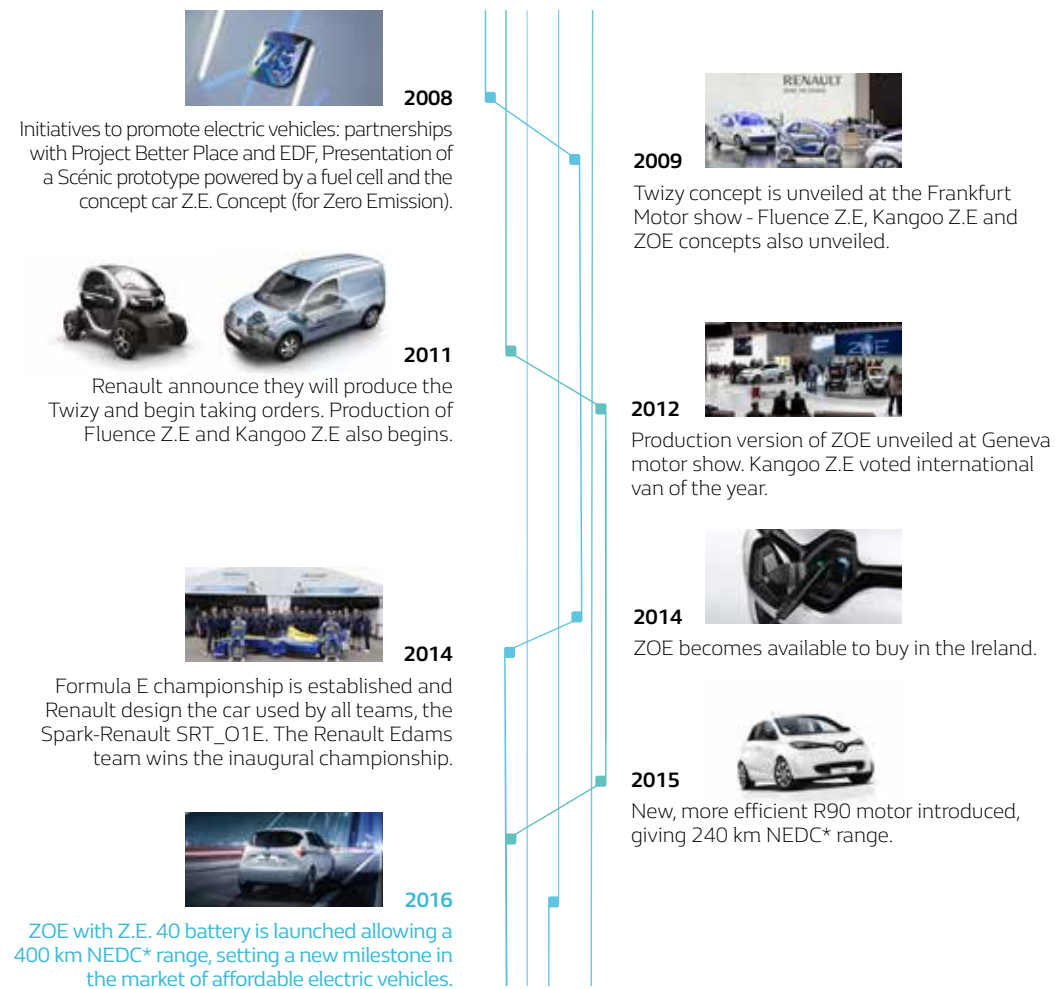 Z.E
2008
Initiatives to promote electric vehicles: partnerships
with Project Better Place and EDF, Presentation of
a Scénic prototype powered by a fuel cell and the
concept car Z.E. Concept (for Zero Emission).
RENAULT
2009
Twizy concept is unveiled at the Frankfurt
Motor show - Fluence Z.E, Kangoo Z.E and
ZOE concepts also unveiled.
2011
Renault announce they will produce the
Twizy and begin taking orders. Production of
Fluence Z.E and Kangoo Z.E also begins.
2012
Production version of ZOE unveiled at Geneva
motor show. Kangoo Z.E voted international
van of the year.
2014
Formula E championship is established and
Renault design the car used by all teams, the
Spark-Renault SRT_O1E. The Renault Edams
team wins the inaugural championship.
2014
ZOE becomes available to buy in the Ireland.
2015
New, more efficient R90 motor introduced,
giving 240 km NEDC* range.
2016
ZOE with Z.E. 40 battery is launched allowing a
400 km NEDC* range, setting a new milestone in
the market of affordable electric vehicles.